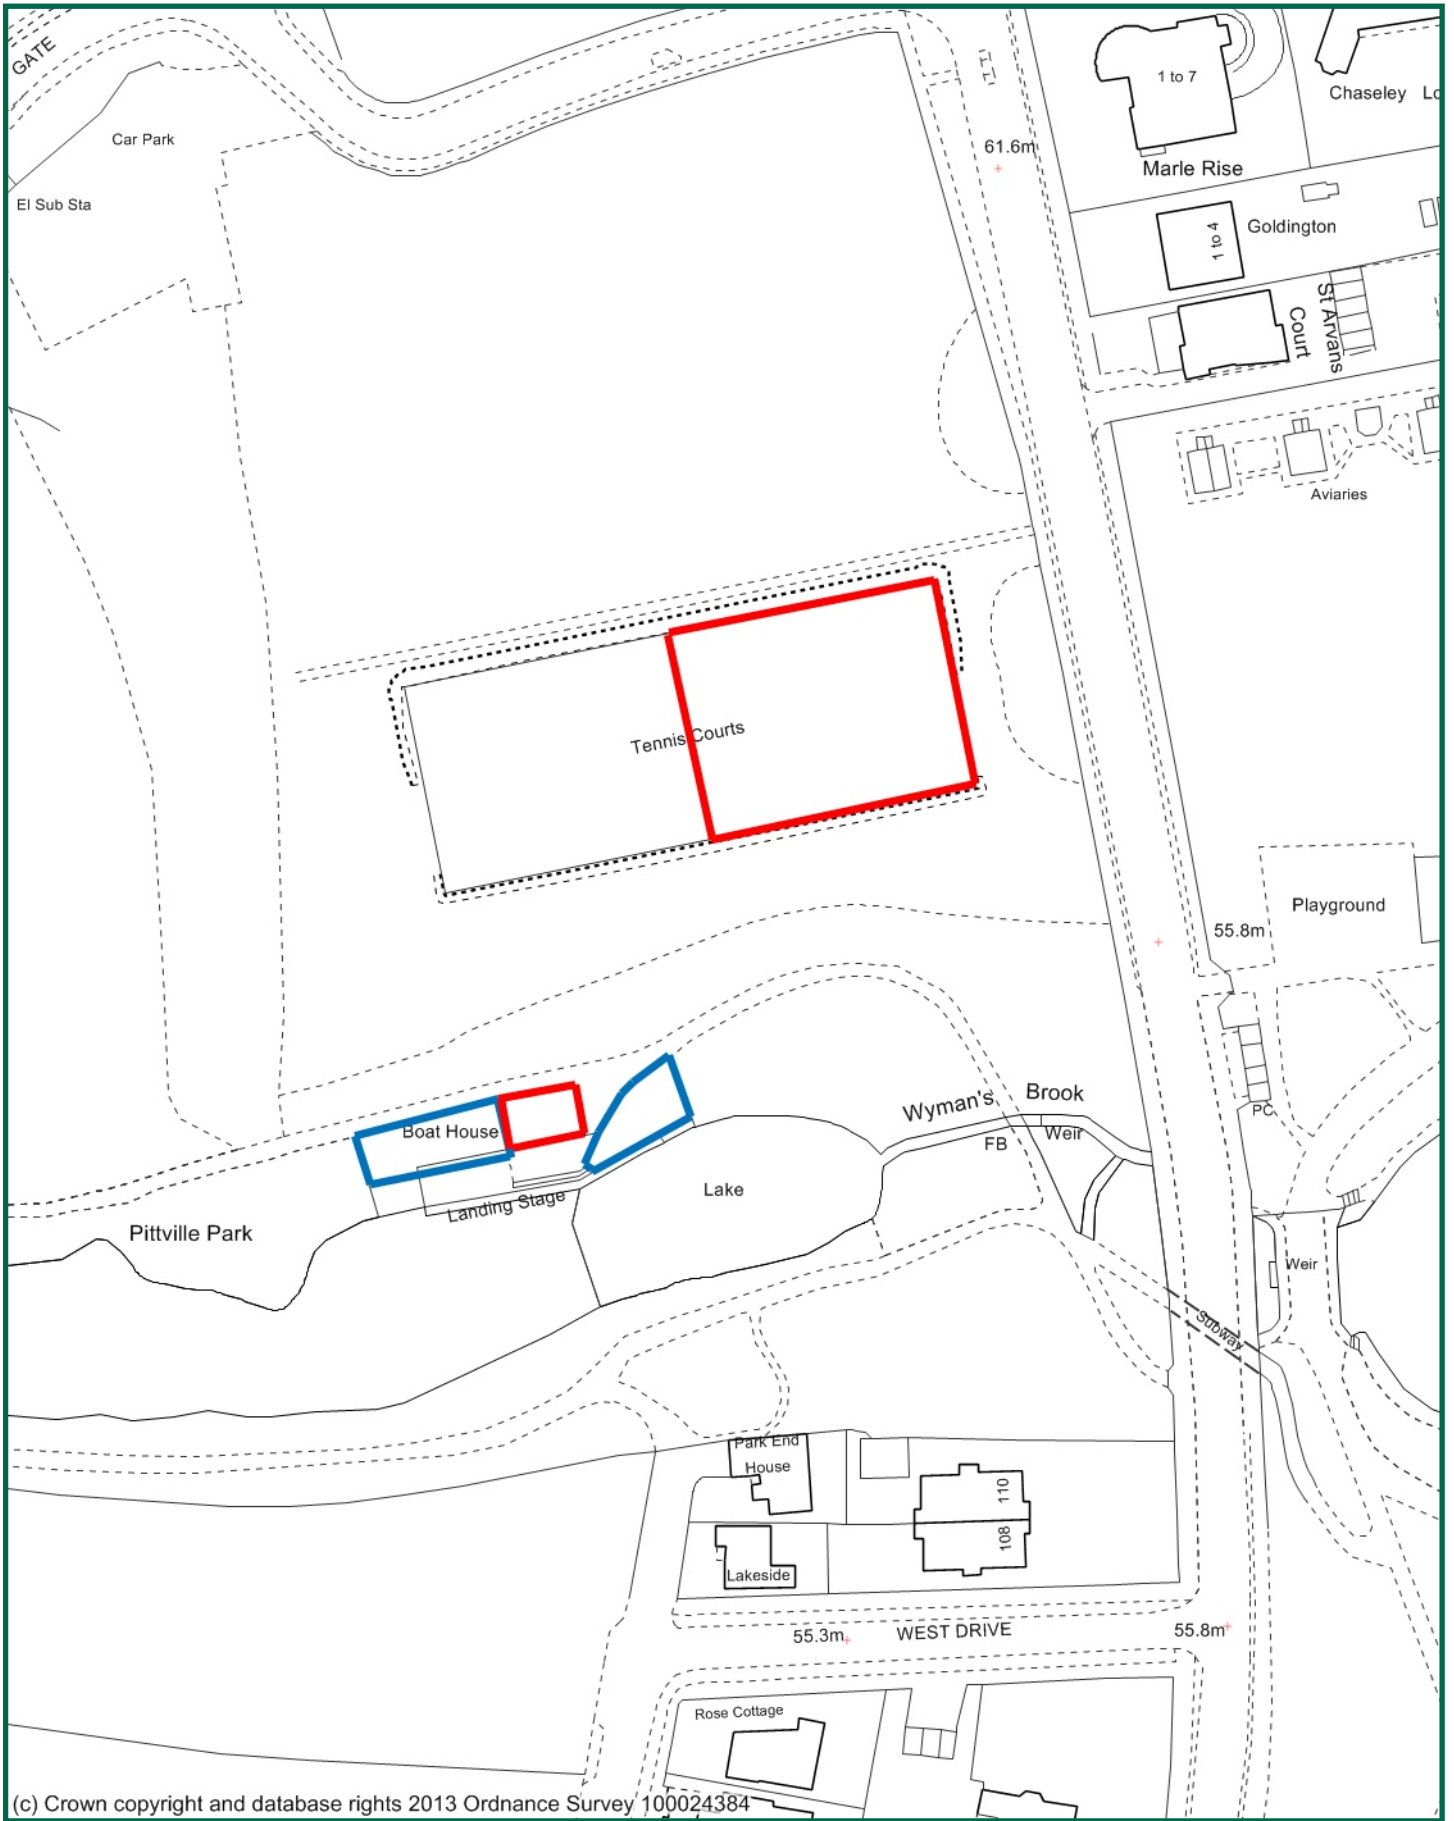 GATE
Car Park
El Sub Sta
61.6m
1 to 7
Chaseley
Marle Rise
1 to 4
Goldington
St Arvans
Court
Aviaries
Tennis Courts
Playground
55.8m
Wyman's Brook
PC
Boat House
FB
Weir
Lake
Landing Stage
Pittville Park
Weir
Subway
Park End
House
110
108
Lakeside
55.3m
WEST DRIVE
55.8m
Rose Cottage
(c) Crown copyright and database rights 2013 Ordnance Survey 100024384